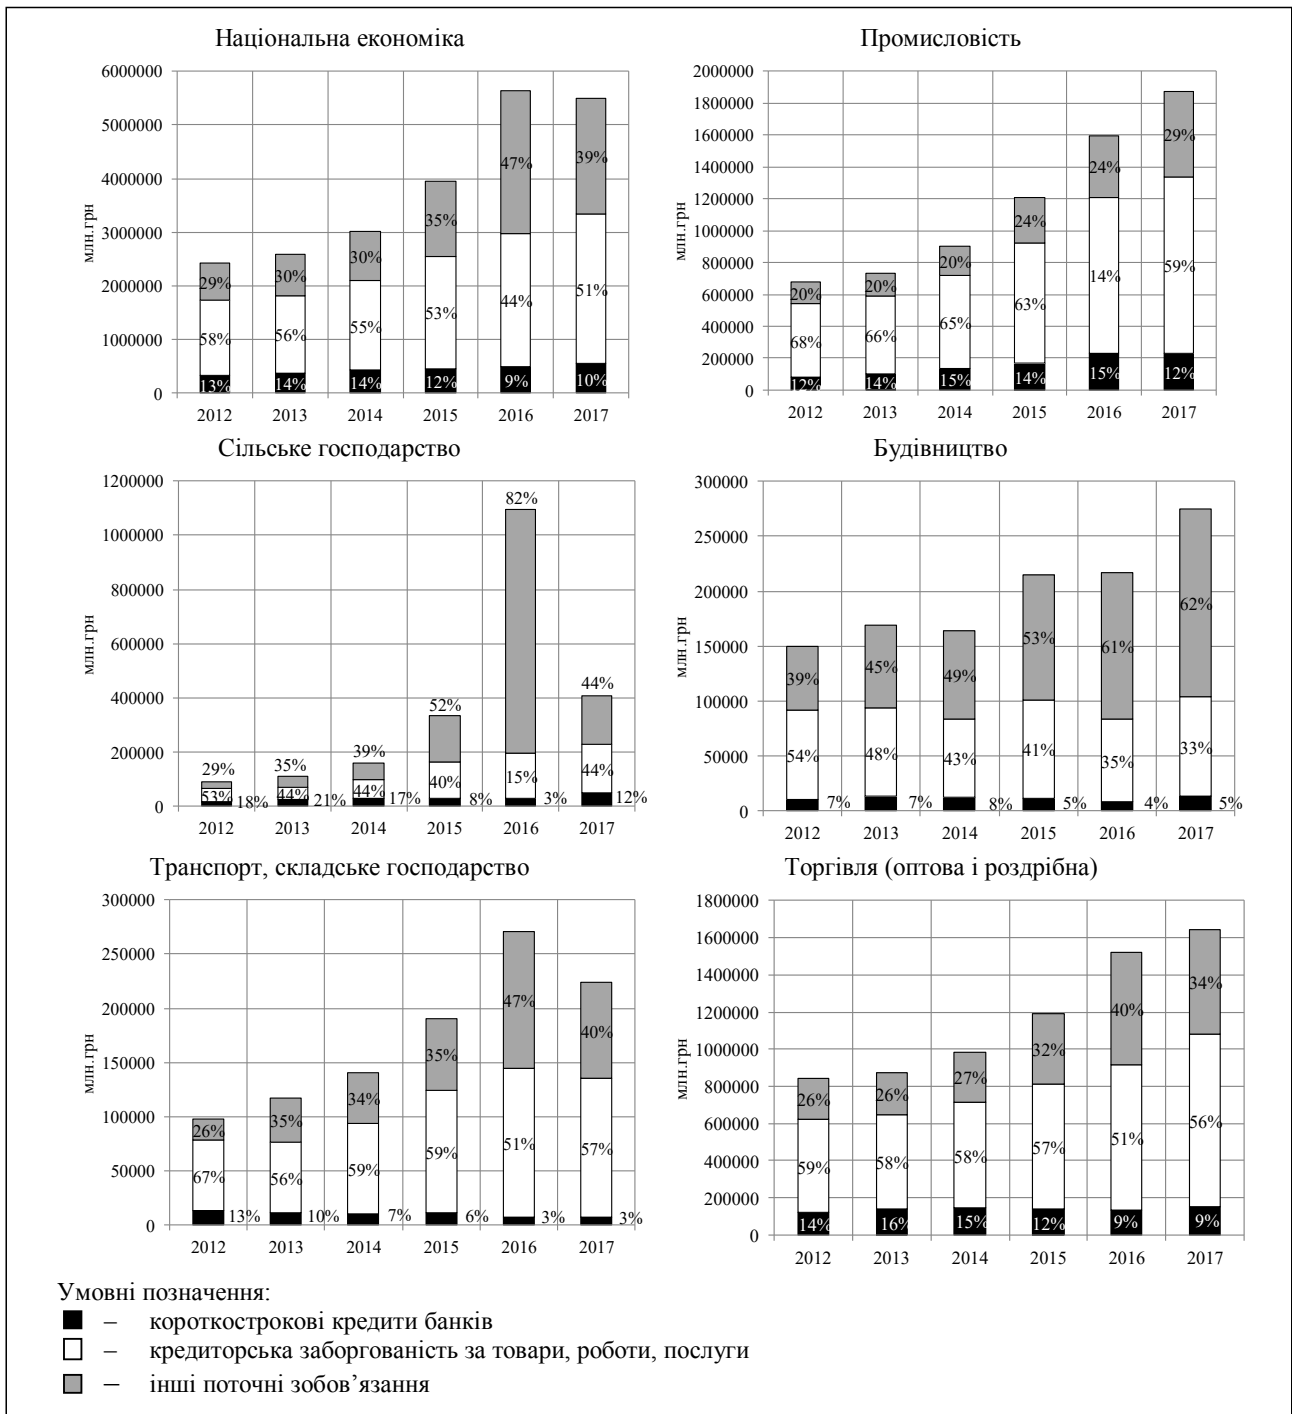 Національна економіка
млн.грн
6000000
5000000
4000000
3000000
2000000
1000000
0
29% 30% 30% 35% 47% 39%
58% 56% 55% 53% 44% 51%
13% 14% 14% 12% 9% 10%
2012 2013 2014 2015 2016 2017
Промисловість
млн.грн
2000000
1800000
1600000
1400000
1200000
1000000
800000
600000
400000
200000
0
20% 20% 20% 24% 24% 29%
68% 66% 65% 63% 14% 59%
12% 14% 15% 14% 15% 12%
2012 2013 2014 2015 2016 2017
Сільське господарство
млн.грн
1200000
1000000
800000
600000
400000
200000
0
29% 35% 39% 52% 82% 44%
53% 44% 44% 40% 15% 44%
18% 21% 17% 8% 3% 12%
2012 2013 2014 2015 2016 2017
Будівництво
млн.грн
300000
250000
200000
150000
100000
50000
0
39% 45% 49% 53% 61% 62%
54% 48% 43% 41% 35% 33%
7% 7% 8% 5% 4% 5%
2012 2013 2014 2015 2016 2017
Транспорт, складське господарство
млн.грн
300000
250000
200000
150000
100000
50000
0
26% 35% 34% 35% 47% 40%
67% 56% 59% 59% 51% 57%
13% 10% 7% 6% 3% 3%
2012 2013 2014 2015 2016 2017
Торгівля (оптова і роздрібна)
млн.грн
1800000
1600000
1400000
1200000
1000000
800000
600000
400000
200000
0
26% 26% 27% 32% 40% 34%
59% 58% 58% 57% 51% 56%
14% 16% 15% 12% 9% 9%
2012 2013 2014 2015 2016 2017
Умовні позначення:
– короткострокові кредити банків
– кредиторська заборгованість за товари, роботи, послуги
– інші поточні зобов’язання